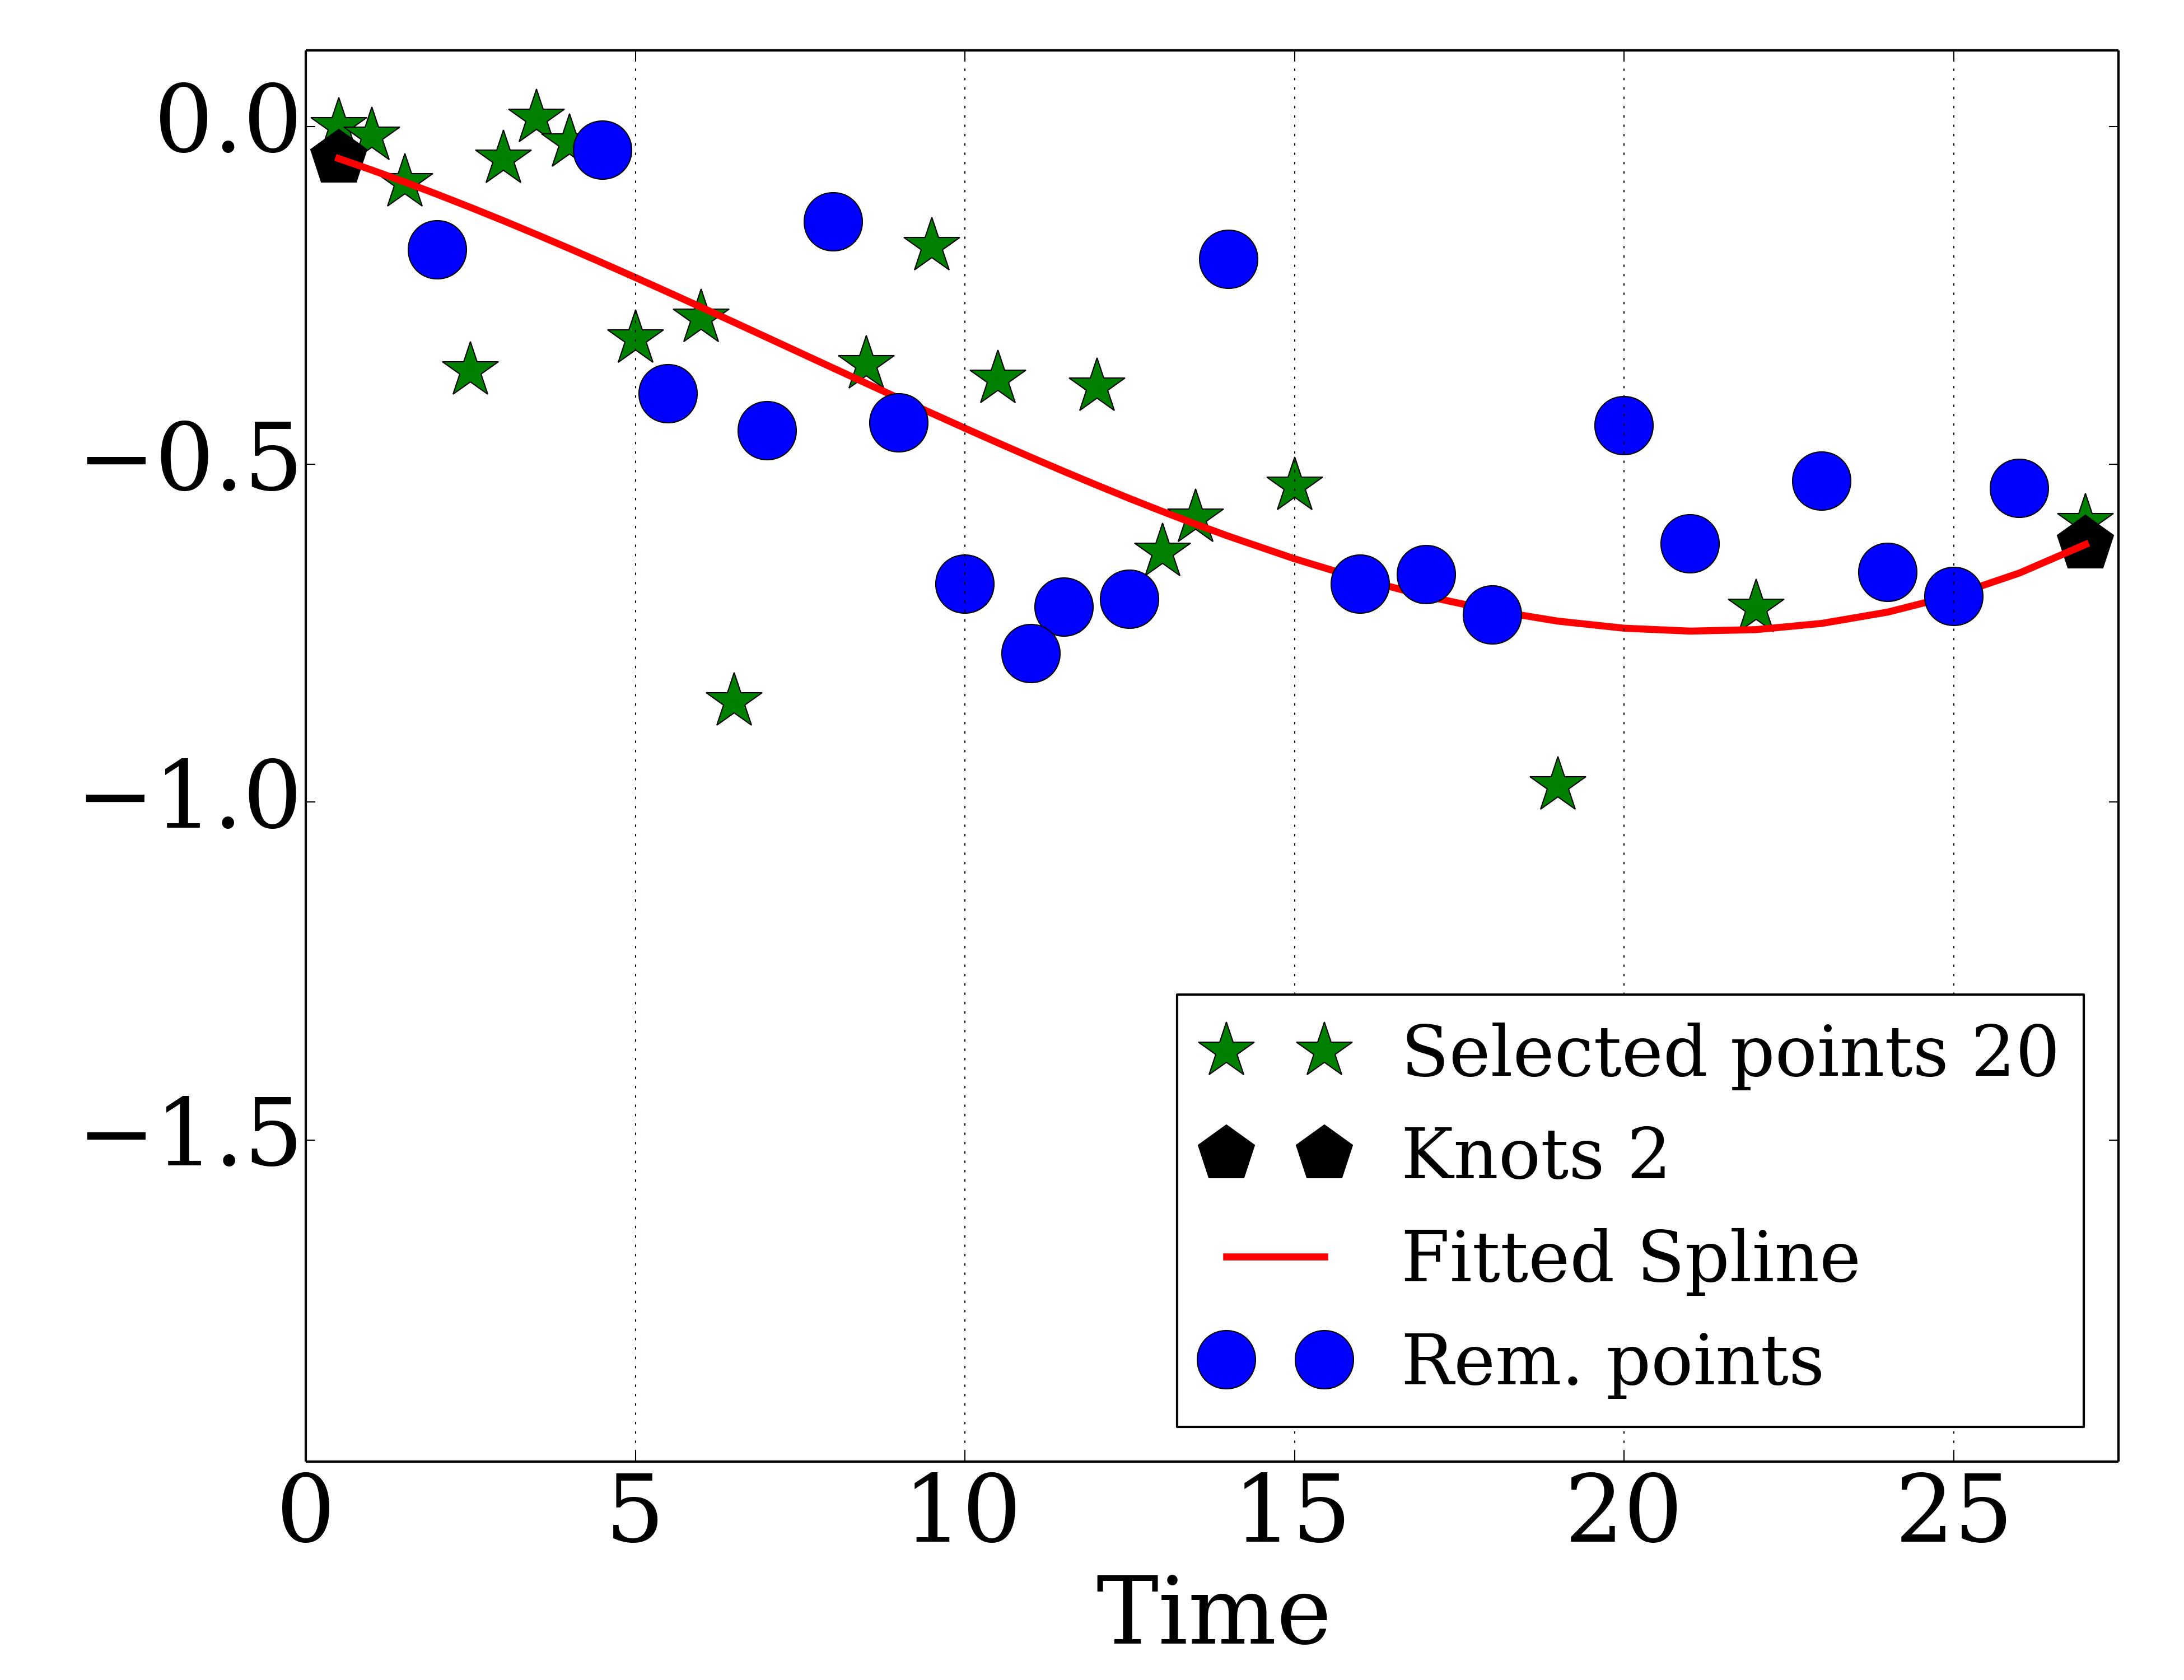 0.0
−0.5
−1.0
−1.5
0 5 10 15 20 25
Time
Selected points 20
Knots 2
Fitted Spline
Rem. points